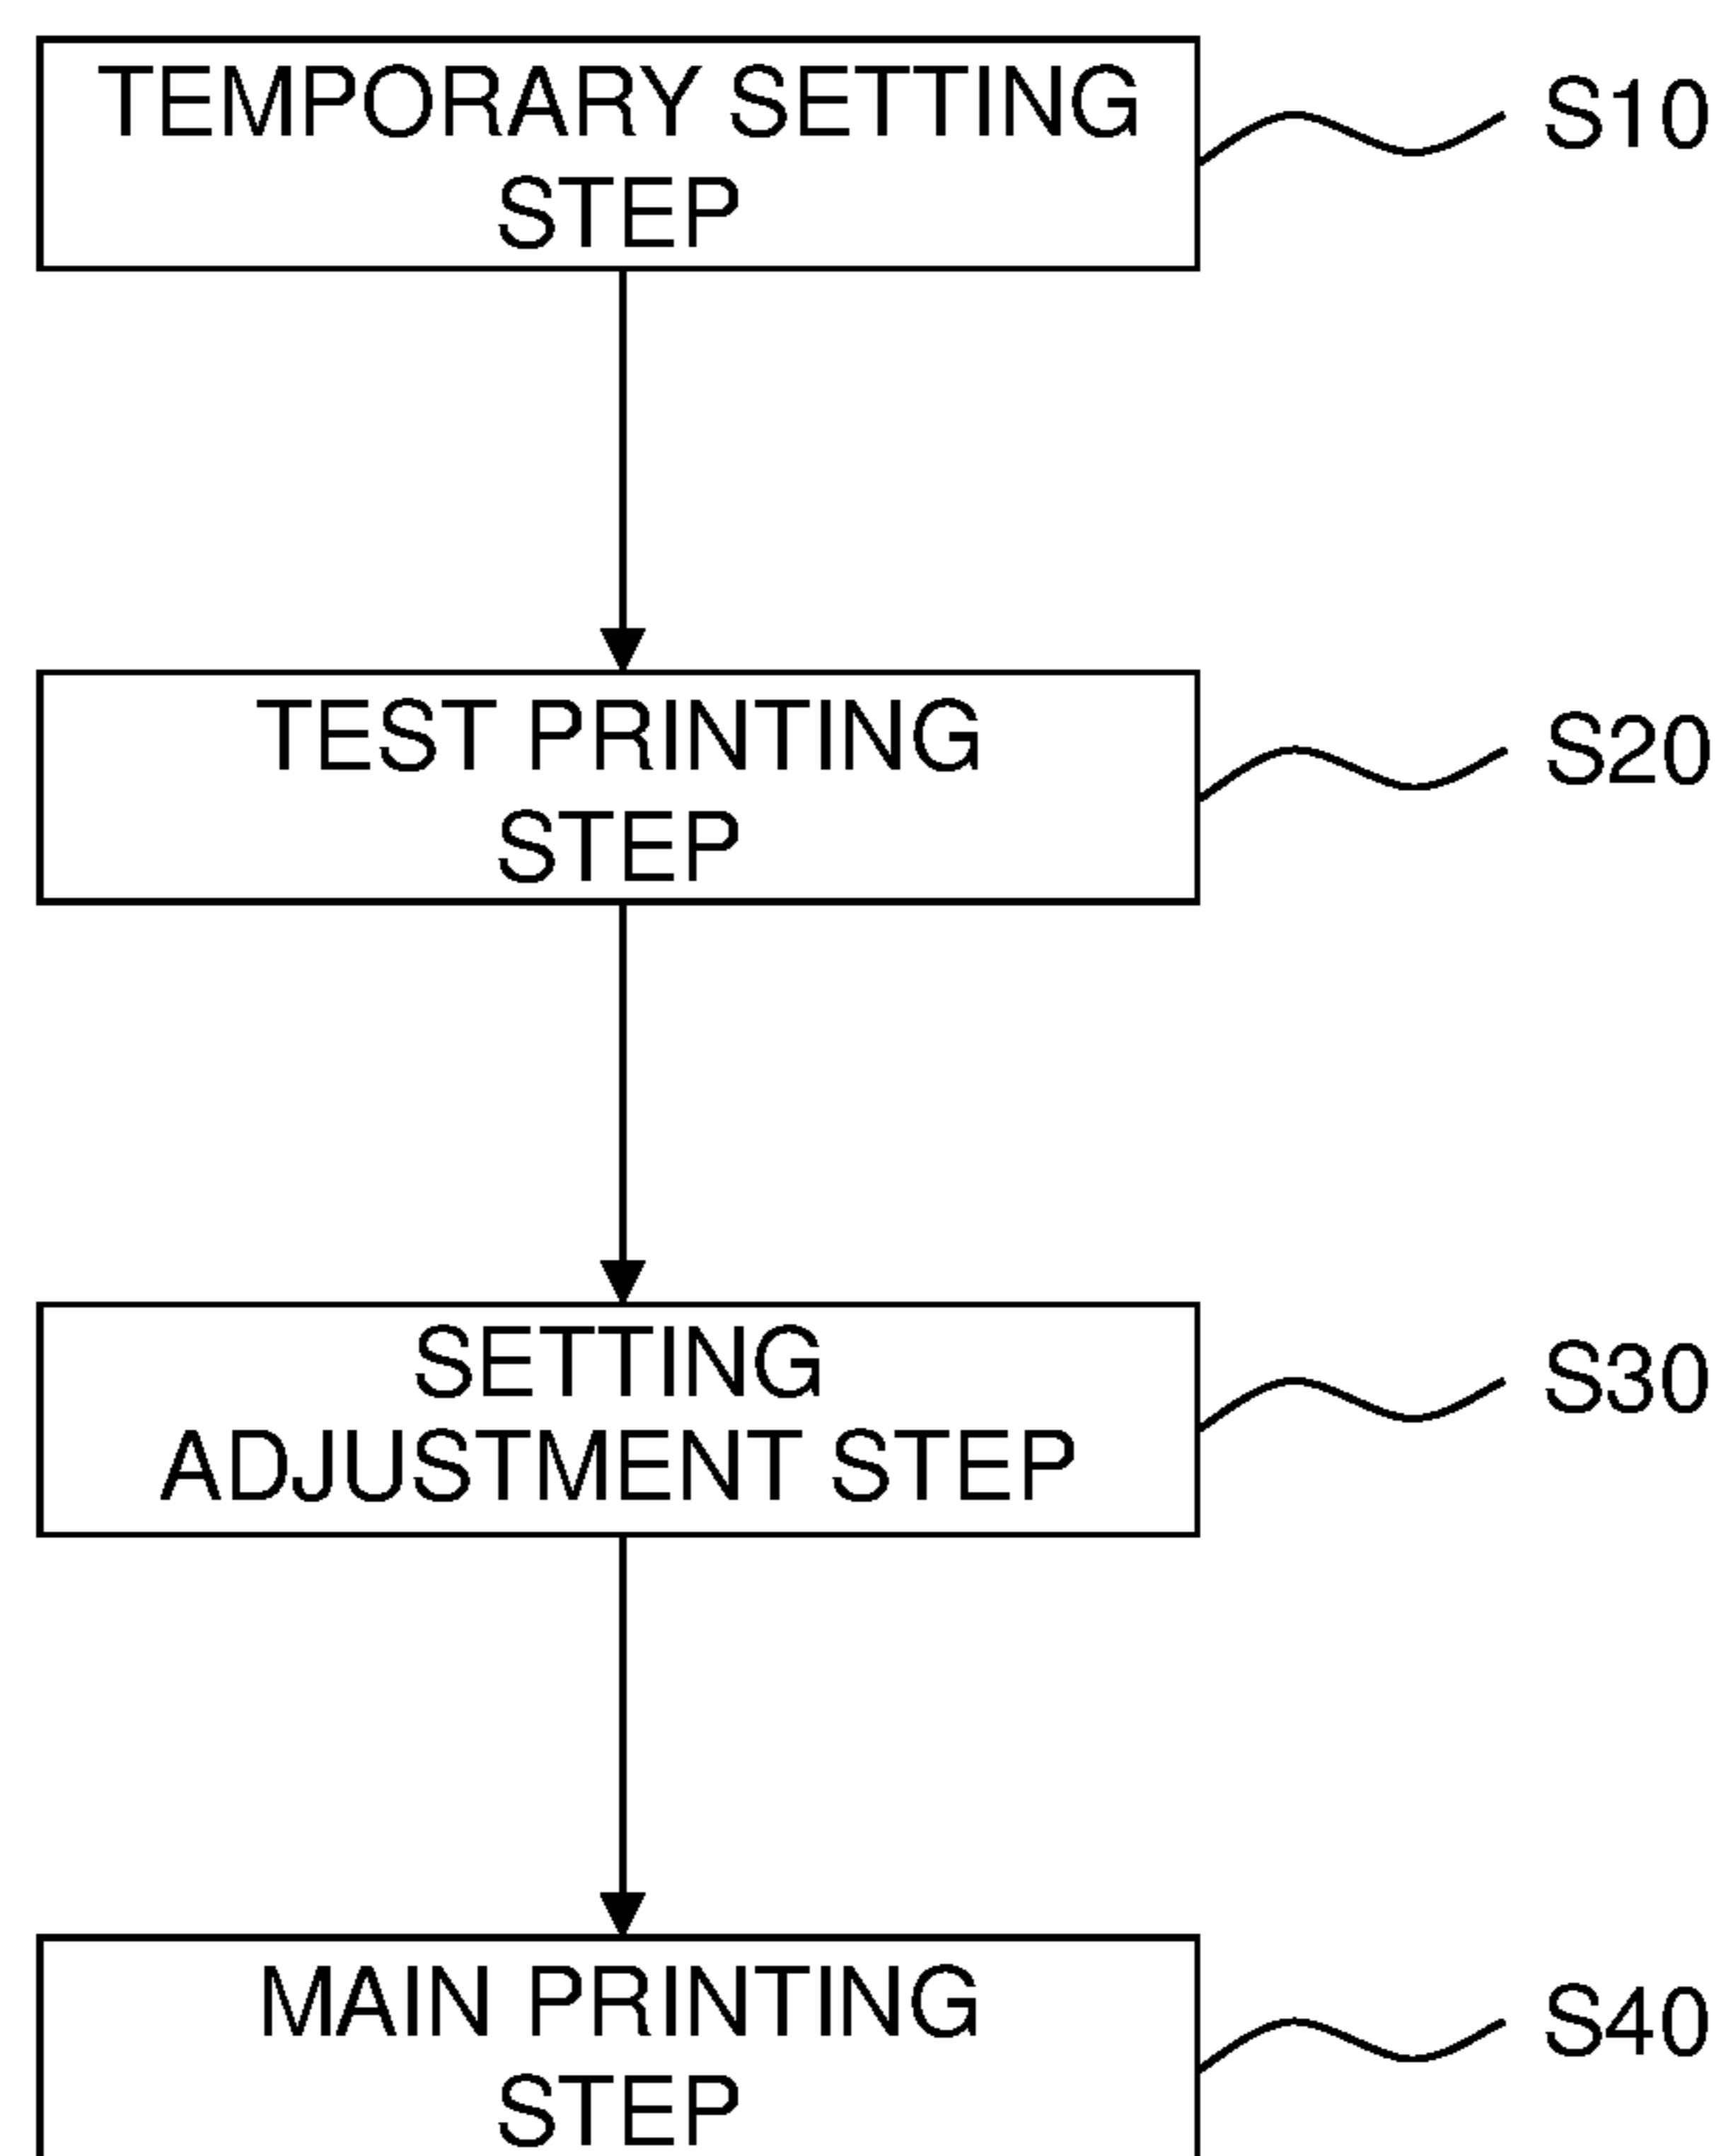 TEMPORARY SETTING
STEP
S10
TEST PRINTING
STEP
S20
SETTING
ADJUSTMENT STEP
S30
MAIN PRINTING
STEP
S40